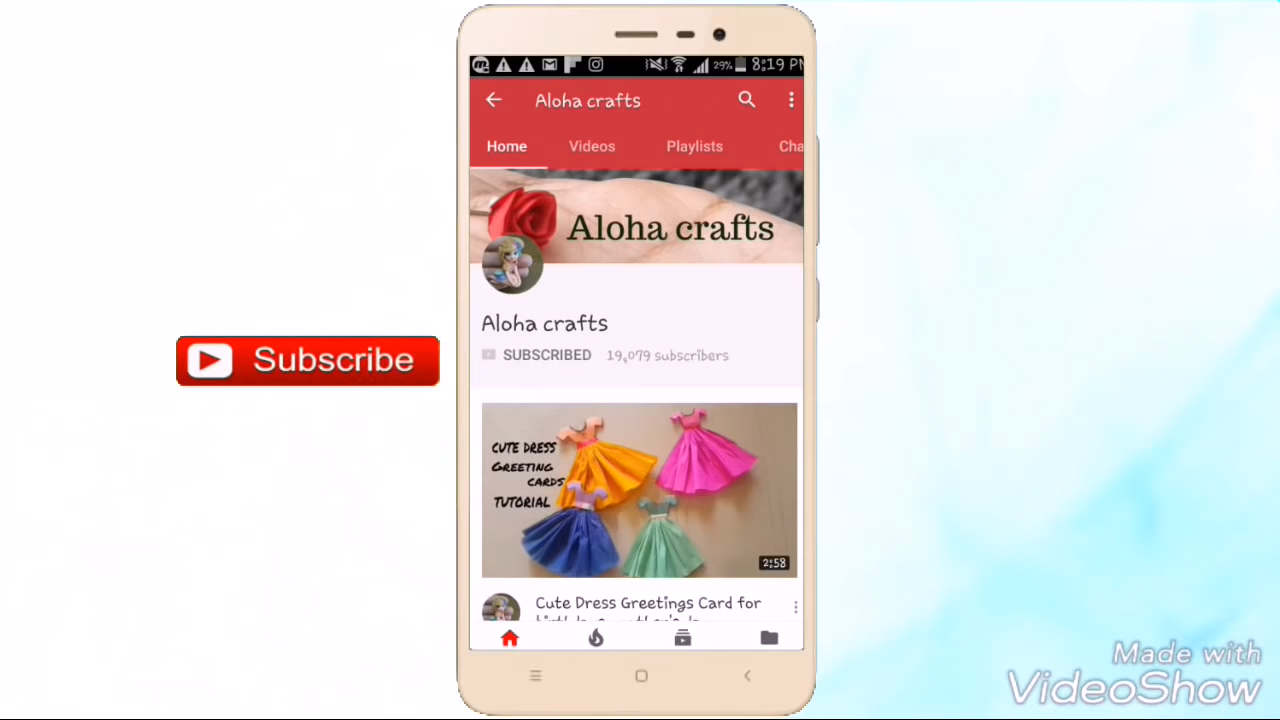 29% 8:19 PM
Aloha crafts
Home Videos Playlists Cha
Aloha crafts
Aloha crafts
SUBSCRIBED 19,079 subscribers
Subscribe
CUTE DRESS
GREETING
CARDS
TUTORIAL
2:58
Cute Dress Greetings Card for
Made with
VideoShow